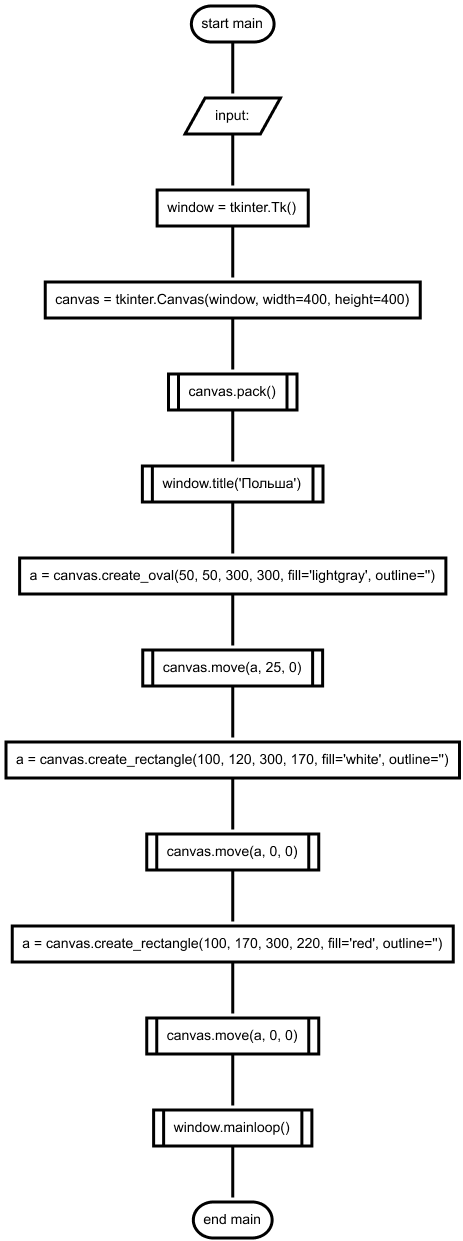 start main
input:
window = tkinter.Tk()
canvas = tkinter.Canvas(window, width=400, height=400)
canvas.pack()
window.title('Польша')
a = canvas.create_oval(50, 50, 300, 300, fill='lightgray', outline='')
canvas.move(a, 25, 0)
a = canvas.create_rectangle(100, 120, 300, 170, fill='white', outline='')
canvas.move(a, 0, 0)
a = canvas.create_rectangle(100, 170, 300, 220, fill='red', outline='')
canvas.move(a, 0, 0)
window.mainloop()
end main